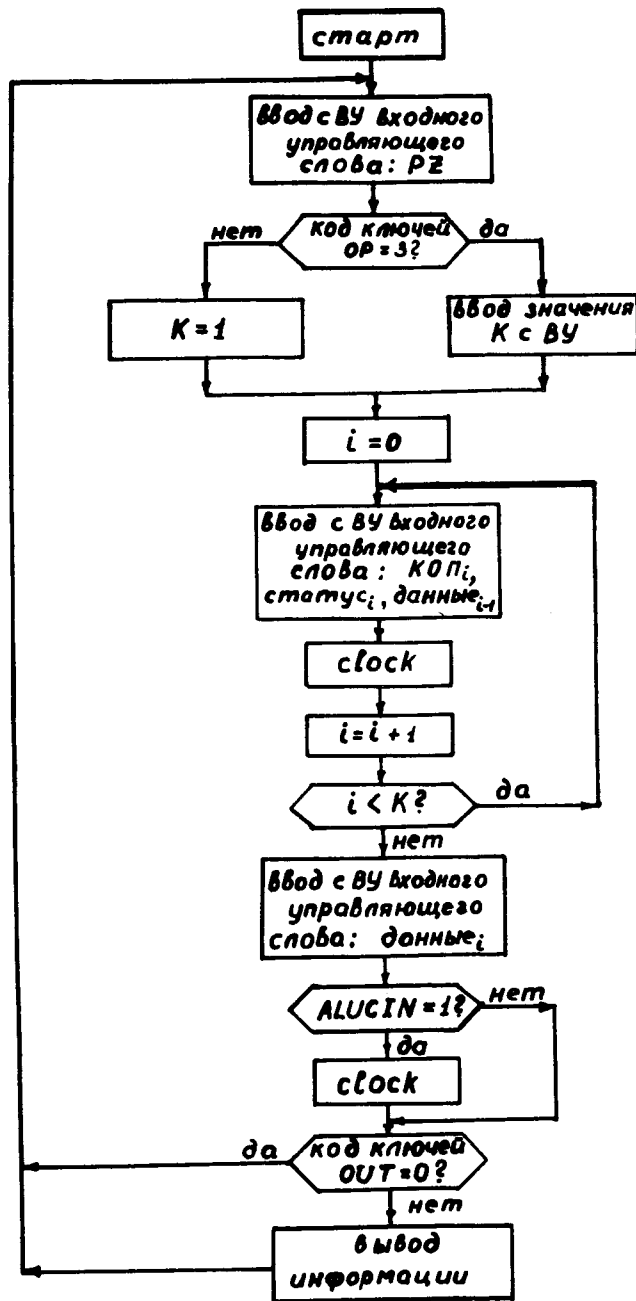 старт
ввод с ВУ входного
управляющего
слова: PZ
код ключей
OP=3?
нет
да
K=1
ввод значения
K с ВУ
i=0
ввод с ВУ входного
управляющего
слова: КОПi,
статусi, данныеi-1
clock
i=i+1
i<K?
да
нет
ввод с ВУ входного
управляющего
слова: данныеi
ALUCIN=1?
нет
да
clock
код ключей
OUT=0?
да
нет
вывод
информации